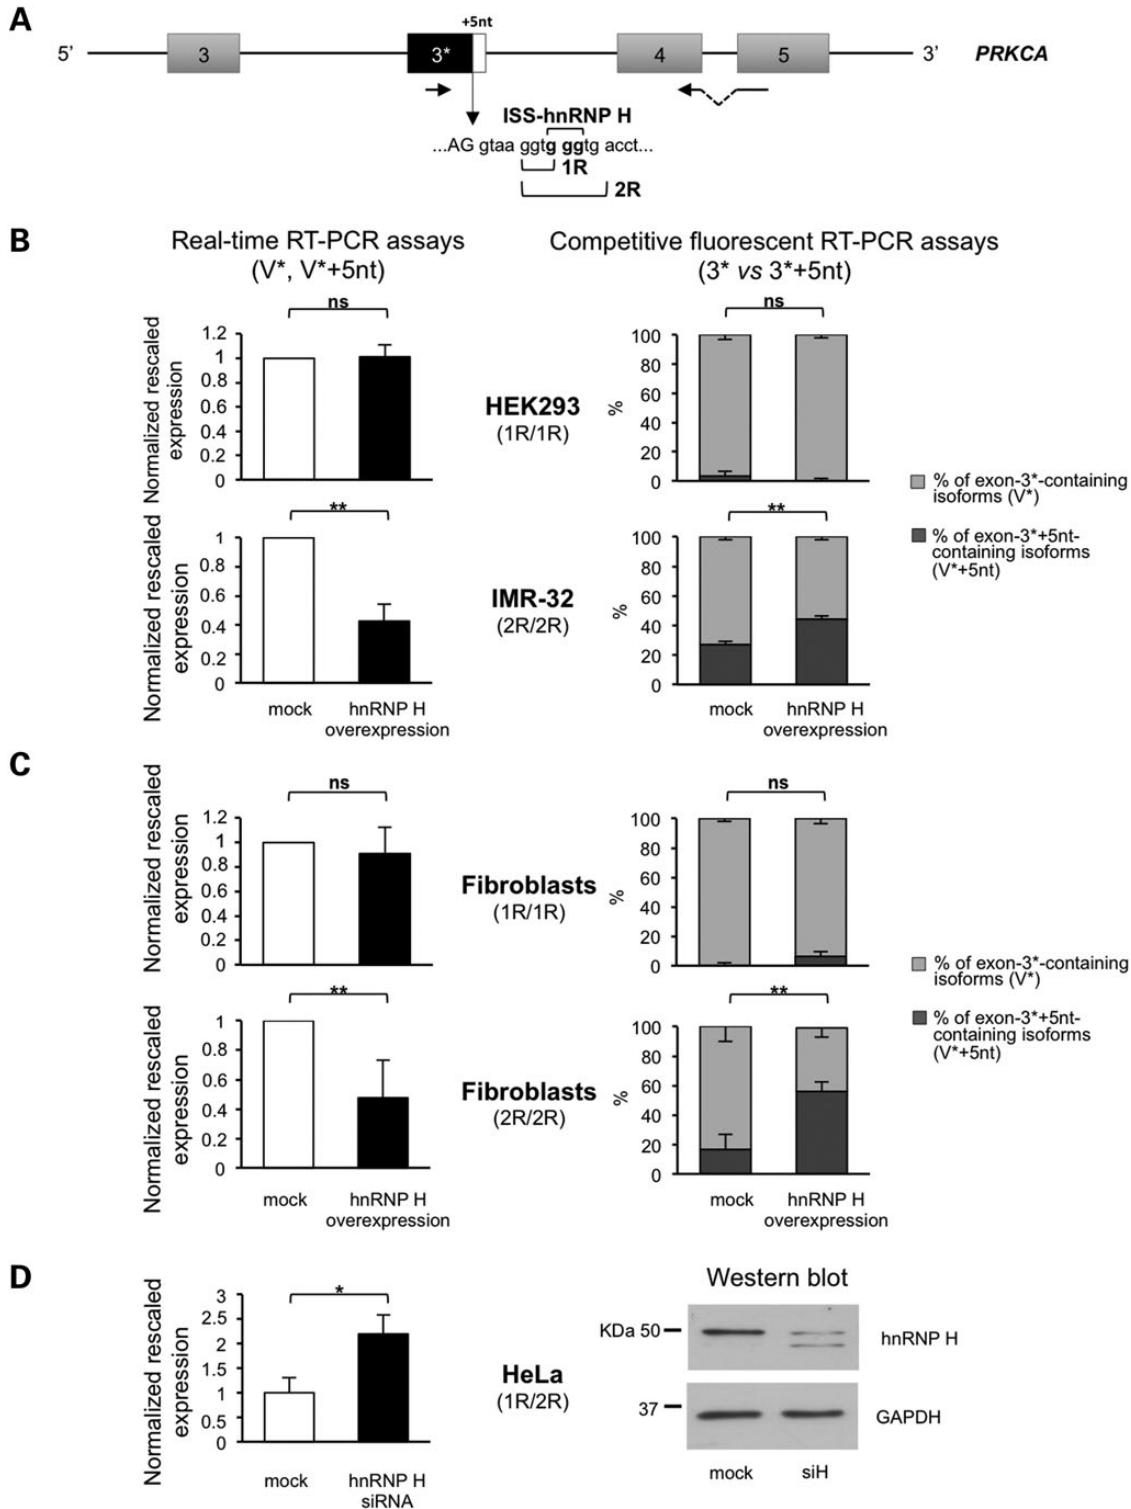 A
+5nt
5’ 3 3* 4 5 3’ PRKCA
ISS-hnRNP H
...AG gtaa ggtg ggtg acct...
1R
2R
B
Real-time RT-PCR assays
(V*, V*+5nt)
Competitive fluorescent RT-PCR assays
(3* vs 3*+5nt)
Normalized rescaled
expression
1.2
1
0.8
0.6
0.4
0.2
0
ns
HEK293
(1R/1R)
%
100
80
60
40
20
0
ns
% of exon-3*-containing
isoforms (V*)
% of exon-3*+5nt-
containing isoforms
(V*+5nt)
Normalized rescaled
expression
1
0.8
0.6
0.4
0.2
0
**
mock
hnRNP H
overexpression
IMR-32
(2R/2R)
%
100
80
60
40
20
0
**
mock
hnRNP H
overexpression
C
Normalized rescaled
expression
1.2
1
0.8
0.6
0.4
0.2
0
ns
Fibroblasts
(1R/1R)
%
100
80
60
40
20
0
ns
% of exon-3*-containing
isoforms (V*)
% of exon-3*+5nt-
containing isoforms
(V*+5nt)
Normalized rescaled
expression
1
0.8
0.6
0.4
0.2
0
**
mock
hnRNP H
overexpression
Fibroblasts
(2R/2R)
%
100
80
60
40
20
0
**
mock
hnRNP H
overexpression
D
Normalized rescaled
expression
3
2.5
2
1.5
1
0.5
0
*
mock
hnRNP H
siRNA
HeLa
(1R/2R)
Western blot
KDa 50
hnRNP H
37
GAPDH
mock
siH